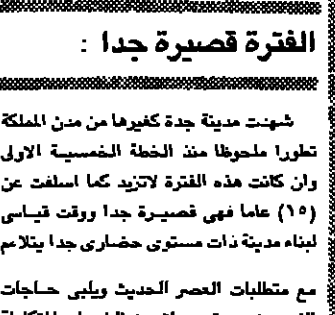 الفترة قصيرة جدا :
شهدت مدينة جدة كغيرها من مدن المملكة
تطورا ملحوظا منذ الخطة الخمسية الاولى
وان كانت هذه الفترة لاتزيد كما اسلفت عن
(١٥) عاما فهى قصيرة جدا ووقت قياسى
لبناء مدينة ذات مستوى حضارى جدا يتلاءم
مع متطلبات العصر الحديث ويلبى حاجات